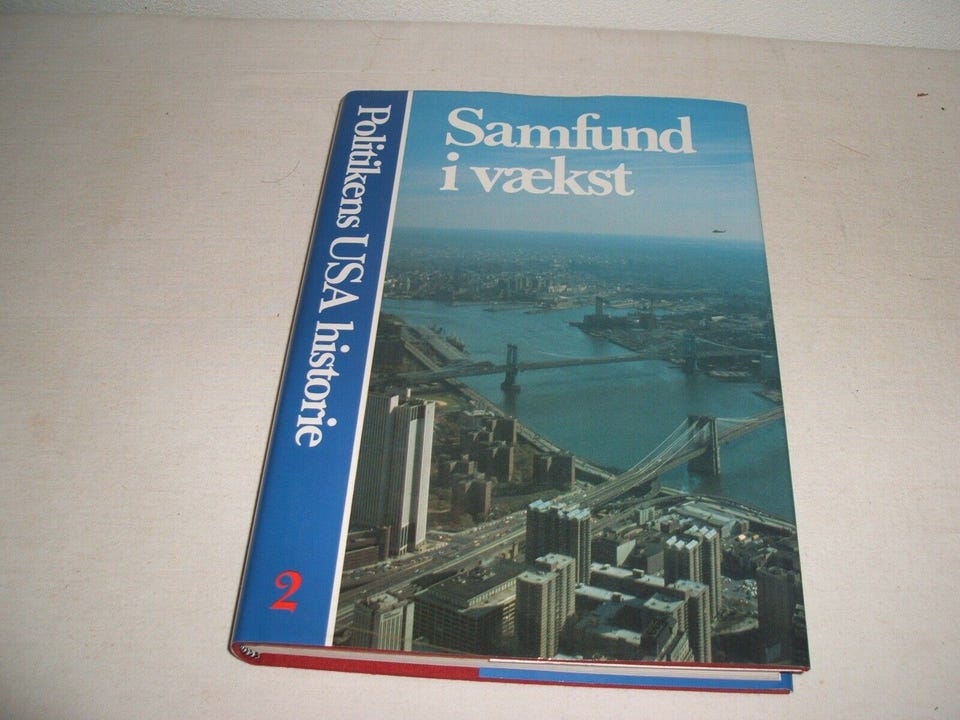 Samfund
i vækst
Politikens USA historie
2